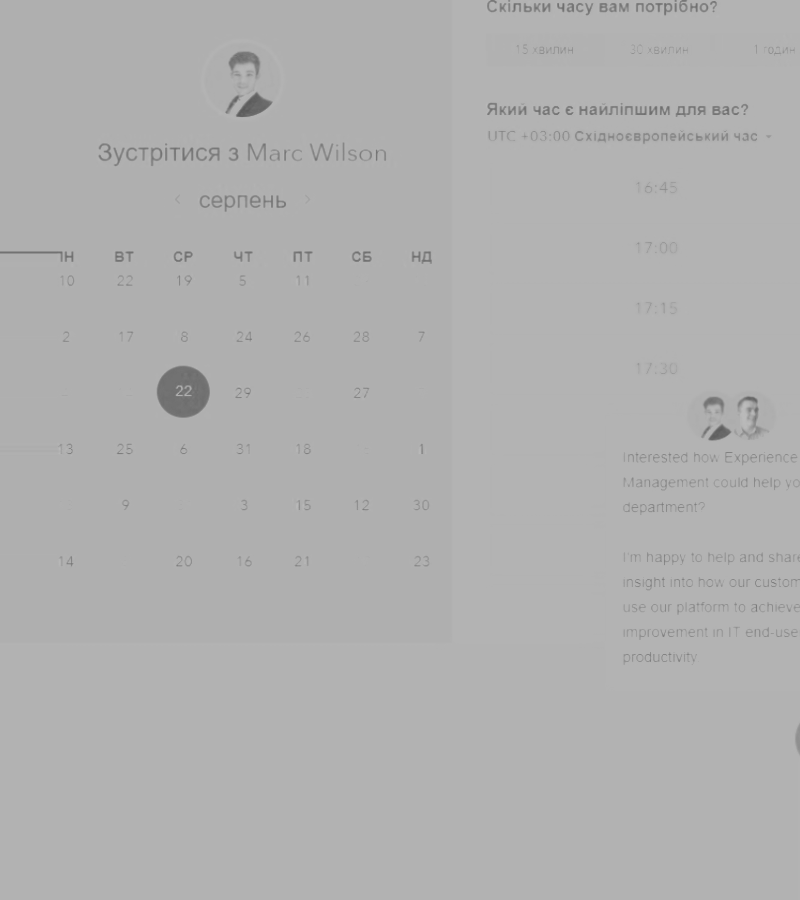 Зустрітися з Marc Wilson
серпень
ПН ВТ СР ЧТ ПТ СБ НД
10 22 19 5 11
2 17 8 24 26 28 7
22 29 27
13 25 6 31 18 1
9 3 15 12 30
14 20 16 21 23
Скільки часу вам потрібно?
15 хвилин 30 хвилин 1 годин
Який час є найліпшим для вас?
UTC +03:00 Східноєвропейський час
16:45
17:00
17:15
17:30
Interested how Experience
Management could help yo
department?
I'm happy to help and share
insight into how our custom
use our platform to achieve
improvement in IT end-use
productivity